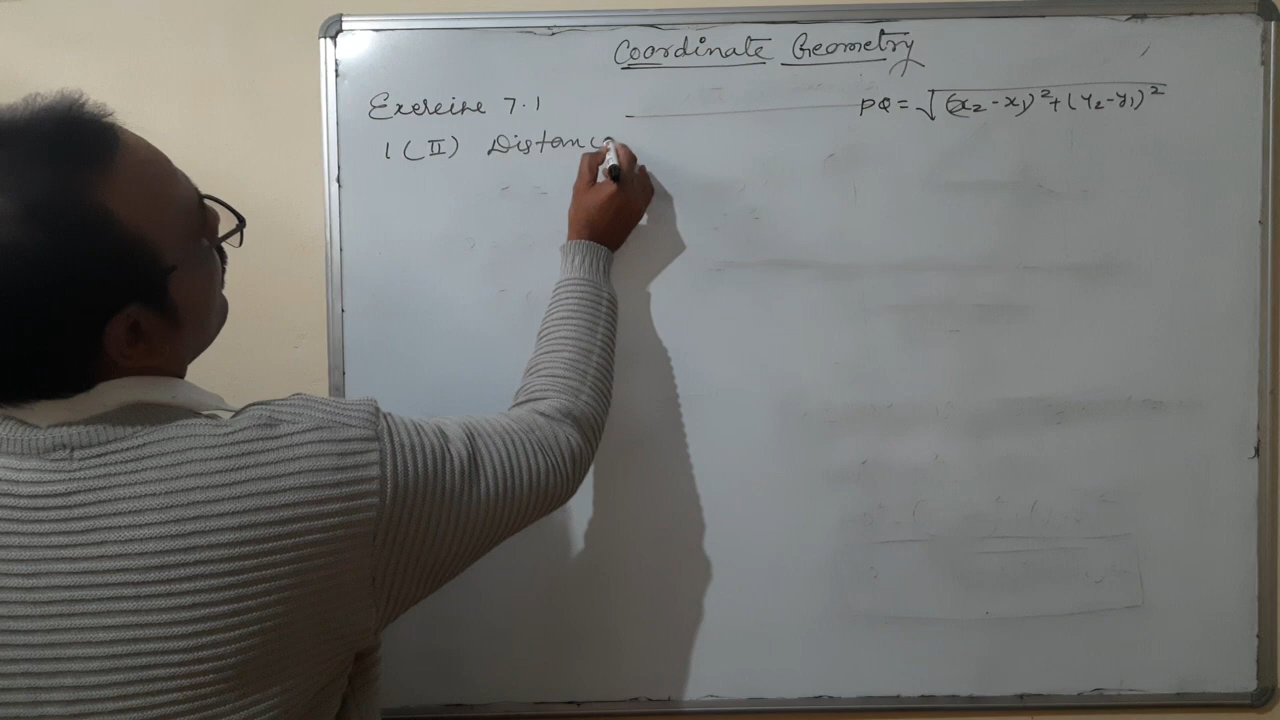 Coordinate Geometry
Exercise 7.1
PQ = √(x₂-x₁)²+(y₂-y₁)²
1(II) Distanc